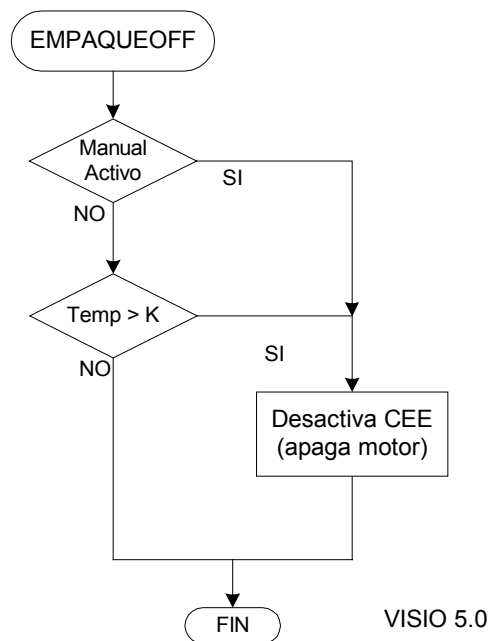 EMPAQUEOFF
Manual
Activo
SI
NO
Temp > K
SI
NO
Desactiva CEE
(apaga motor)
FIN
VISIO 5.0